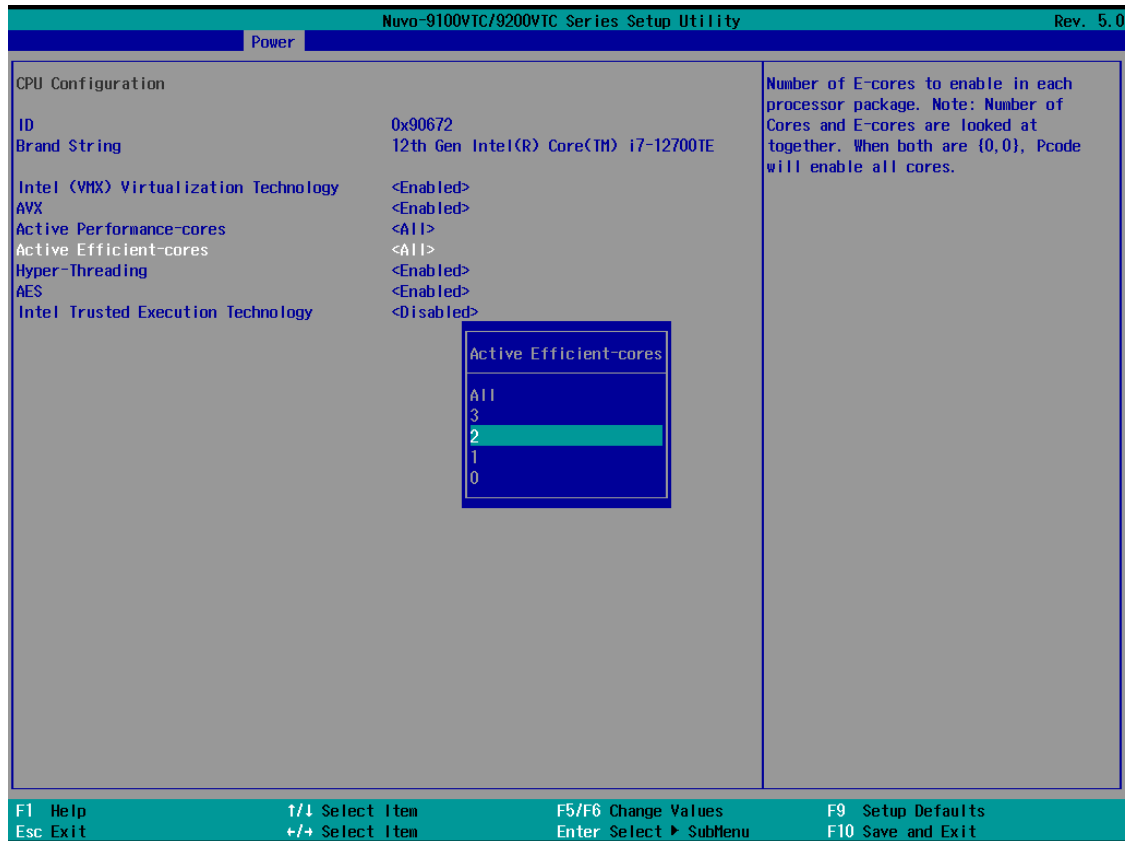 Nuvo-9100VTC/9200VTC Series Setup Utility Rev. 5.0
Power
CPU Configuration
ID 0x90672
Brand String 12th Gen Intel(R) Core(TM) i7-12700TE
Intel (VMX) Virtualization Technology <Enabled>
AVX <Enabled>
Active Performance-cores <All>
Active Efficient-cores <All>
Hyper-Threading <Enabled>
AES <Enabled>
Intel Trusted Execution Technology <Disabled>
Active Efficient-cores
All
3
2
1
0
Number of E-cores to enable in each
processor package. Note: Number of
Cores and E-cores are looked at
together. When both are {0,0}, Pcode
will enable all cores.
F1 Help ↑/↓ Select Item F5/F6 Change Values F9 Setup Defaults
Esc Exit ←/→ Select Item Enter Select ▶ SubMenu F10 Save and Exit